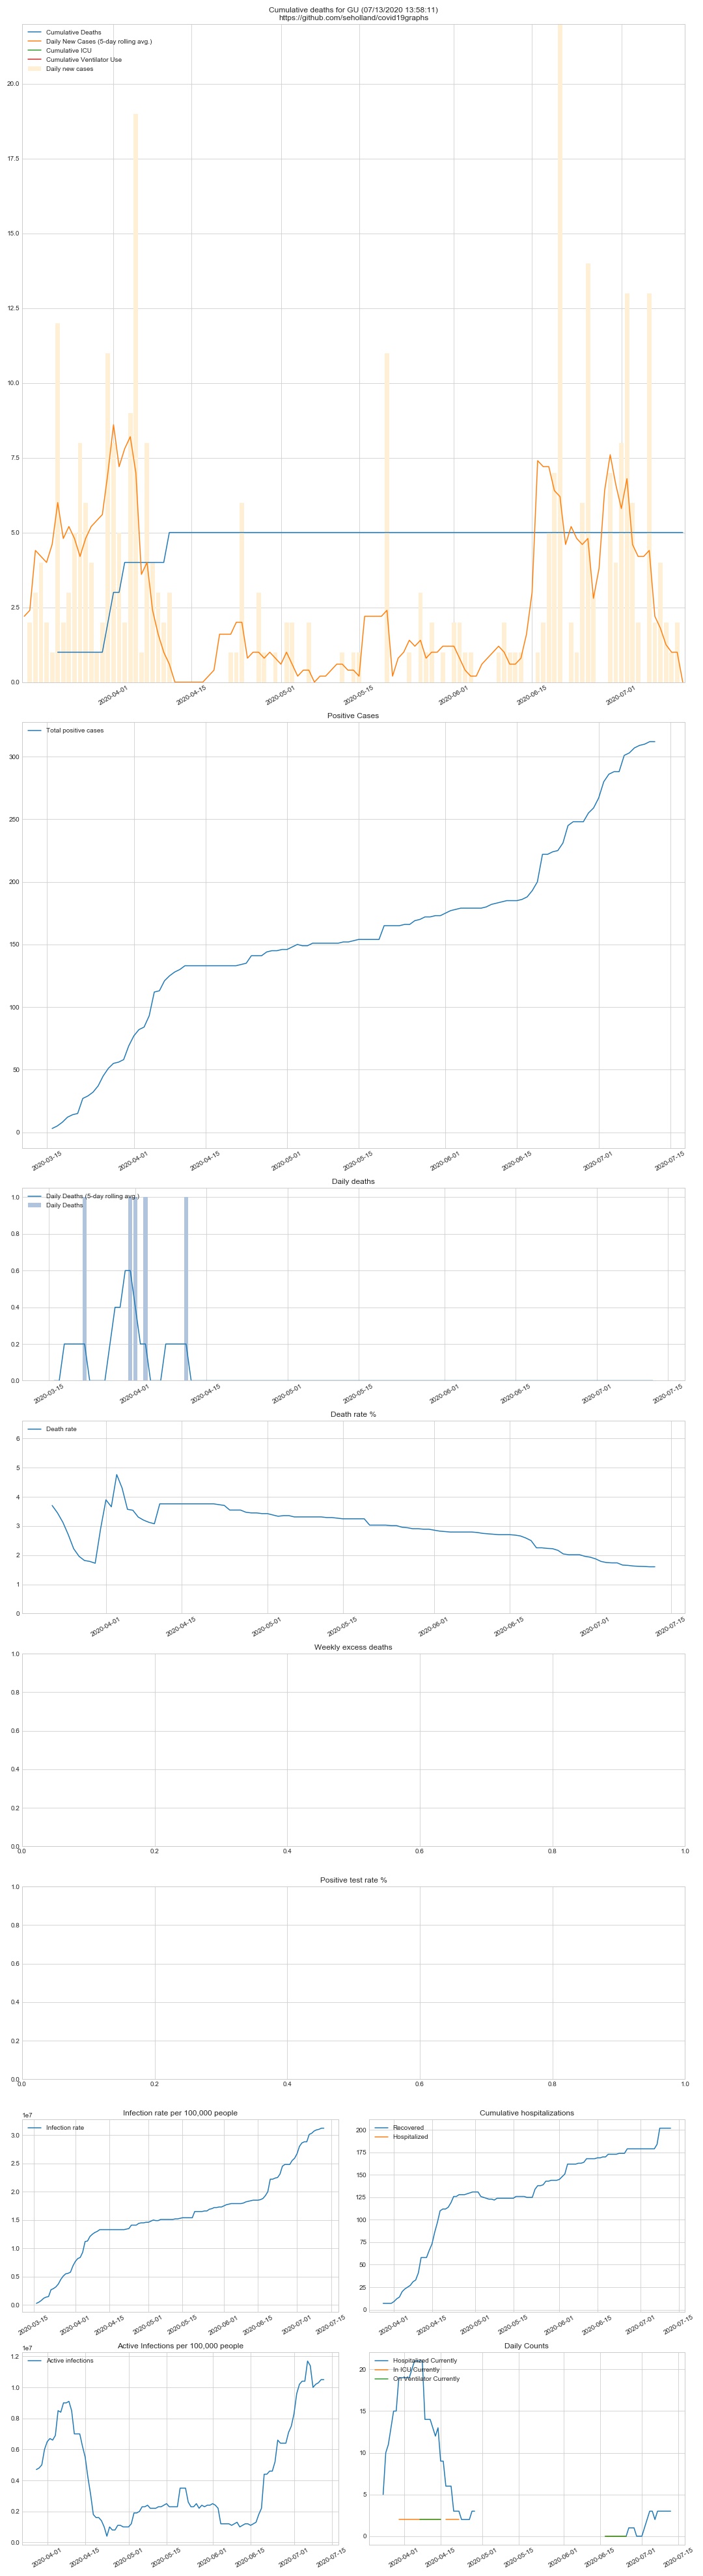 Cumulative deaths for GU (07/13/2020 13:58:11)
https://github.com/seholland/covid19graphs
Cumulative Deaths
Daily New Cases (5-day rolling avg.)
Cumulative ICU
Cumulative Ventilator Use
Daily new cases
20.0
17.5
15.0
12.5
10.0
7.5
5.0
2.5
0.0
2020-04-01 2020-04-15 2020-05-01 2020-05-15 2020-06-01 2020-06-15 2020-07-01
Positive Cases
Total positive cases
300
250
200
150
100
50
0
2020-03-15 2020-04-01 2020-04-15 2020-05-01 2020-05-15 2020-06-01 2020-06-15 2020-07-01 2020-07-15
Daily deaths
Daily Deaths (5-day rolling avg.)
Daily Deaths
1.0
0.8
0.6
0.4
0.2
0.0
2020-03-15 2020-04-01 2020-04-15 2020-05-01 2020-05-15 2020-06-01 2020-06-15 2020-07-01 2020-07-15
Death rate %
Death rate
6
5
4
3
2
1
0
2020-04-01 2020-04-15 2020-05-01 2020-05-15 2020-06-01 2020-06-15 2020-07-01 2020-07-15
Weekly excess deaths
1.0
0.8
0.6
0.4
0.2
0.0
0.0 0.2 0.4 0.6 0.8 1.0
Positive test rate %
1.0
0.8
0.6
0.4
0.2
0.0
0.0 0.2 0.4 0.6 0.8 1.0
Infection rate per 100,000 people
1e7
Infection rate
3.0
2.5
2.0
1.5
1.0
0.5
0.0
2020-03-15 2020-04-01 2020-04-15 2020-05-01 2020-05-15 2020-06-01 2020-06-15 2020-07-01 2020-07-15
Cumulative hospitalizations
Recovered
Hospitalized
200
175
150
125
100
75
50
25
0
2020-04-01 2020-04-15 2020-05-01 2020-05-15 2020-06-01 2020-06-15 2020-07-01 2020-07-15
Active Infections per 100,000 people
1e7
Active infections
1.2
1.0
0.8
0.6
0.4
0.2
0.0
2020-04-01 2020-04-15 2020-05-01 2020-05-15 2020-06-01 2020-06-15 2020-07-01 2020-07-15
Daily Counts
Hospitalized Currently
In ICU Currently
On Ventilator Currently
20
15
10
5
0
2020-04-01 2020-04-15 2020-05-01 2020-05-15 2020-06-01 2020-06-15 2020-07-01 2020-07-15